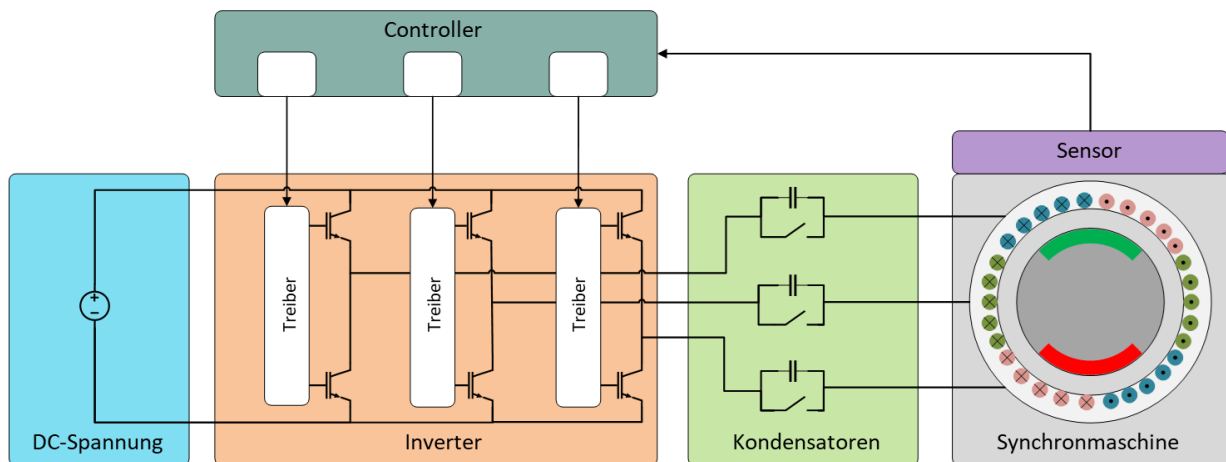 Controller
Sensor
Treiber
Treiber
Treiber
DC-Spannung
Inverter
Kondensatoren
Synchronmaschine